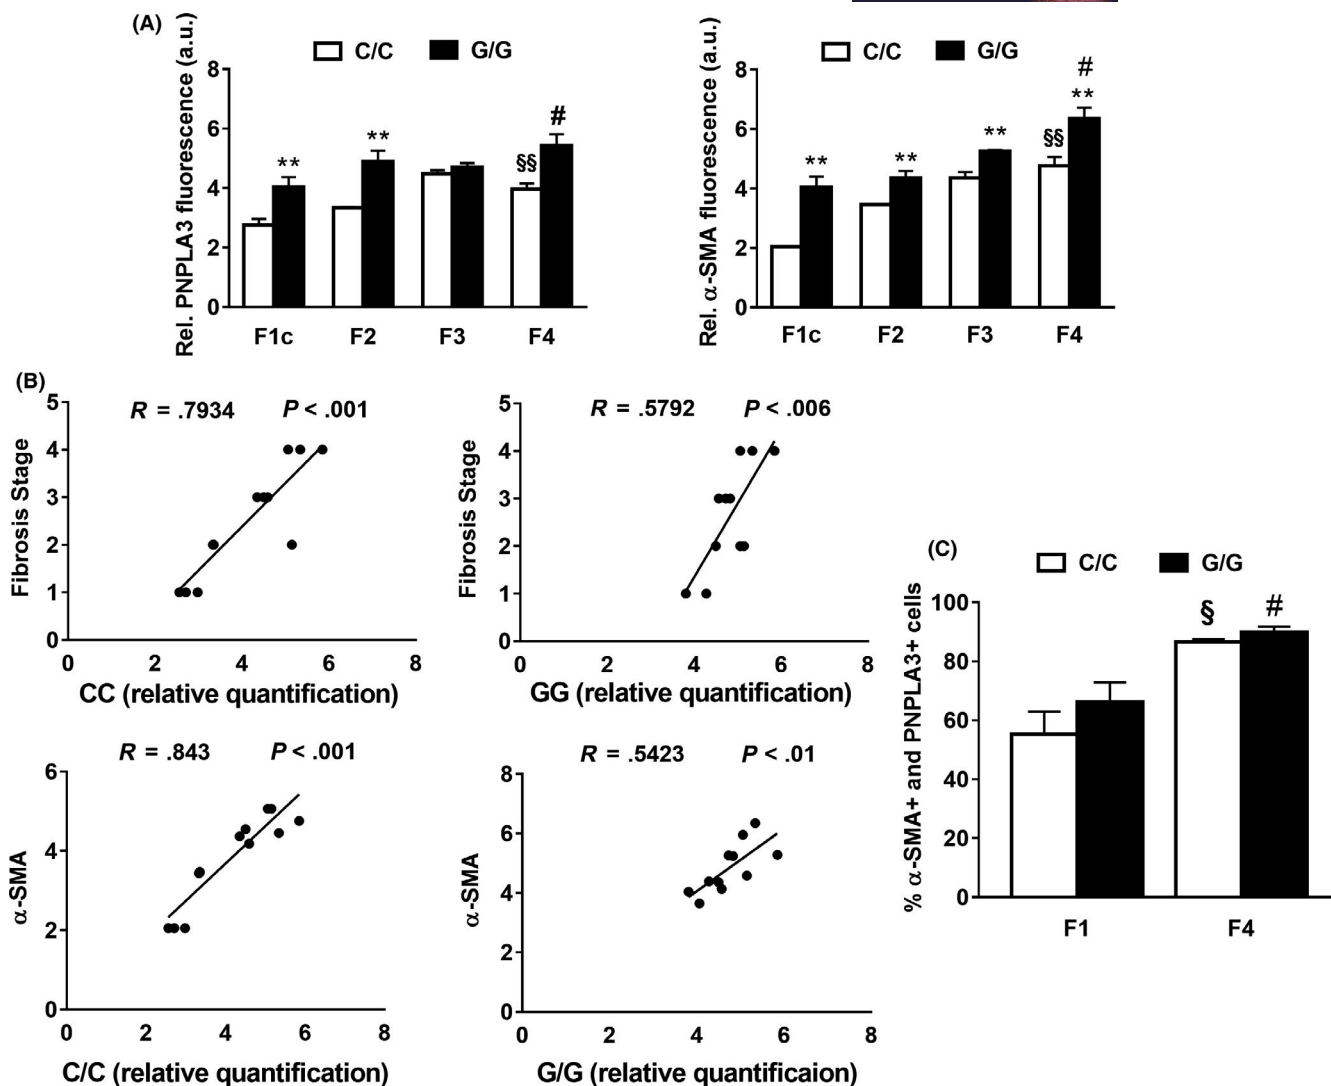 (A)
C/C G/G
Rel. PNPLA3 fluorescence (a.u.)
8
6
4
2
0
** ** §§ #
F1c F2 F3 F4
C/C G/G
Rel. α-SMA fluorescence (a.u.)
8
6
4
2
0
** ** ** §§ ** #
F1c F2 F3 F4
(B)
R = .7934 P < .001
Fibrosis Stage
5
4
3
2
1
0
0 2 4 6 8
CC (relative quantification)
R = .5792 P < .006
Fibrosis Stage
5
4
3
2
1
0
0 2 4 6 8
GG (relative quantification)
R = .843 P < .001
α-SMA
6
4
2
0
0 2 4 6 8
C/C (relative quantification)
R = .5423 P < .01
α-SMA
8
6
4
2
0
0 2 4 6 8
G/G (relative quantificaion)
(C)
C/C G/G
% α-SMA+ and PNPLA3+ cells
100
80
60
40
20
0
§ #
F1 F4